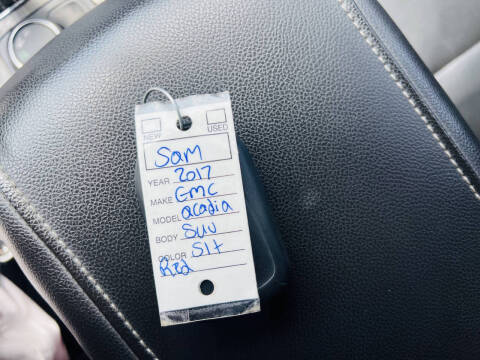 NEW USED
Sam
YEAR 2017
MAKE GMC
MODEL acadia
BODY SUV
COLOR Slt
Red